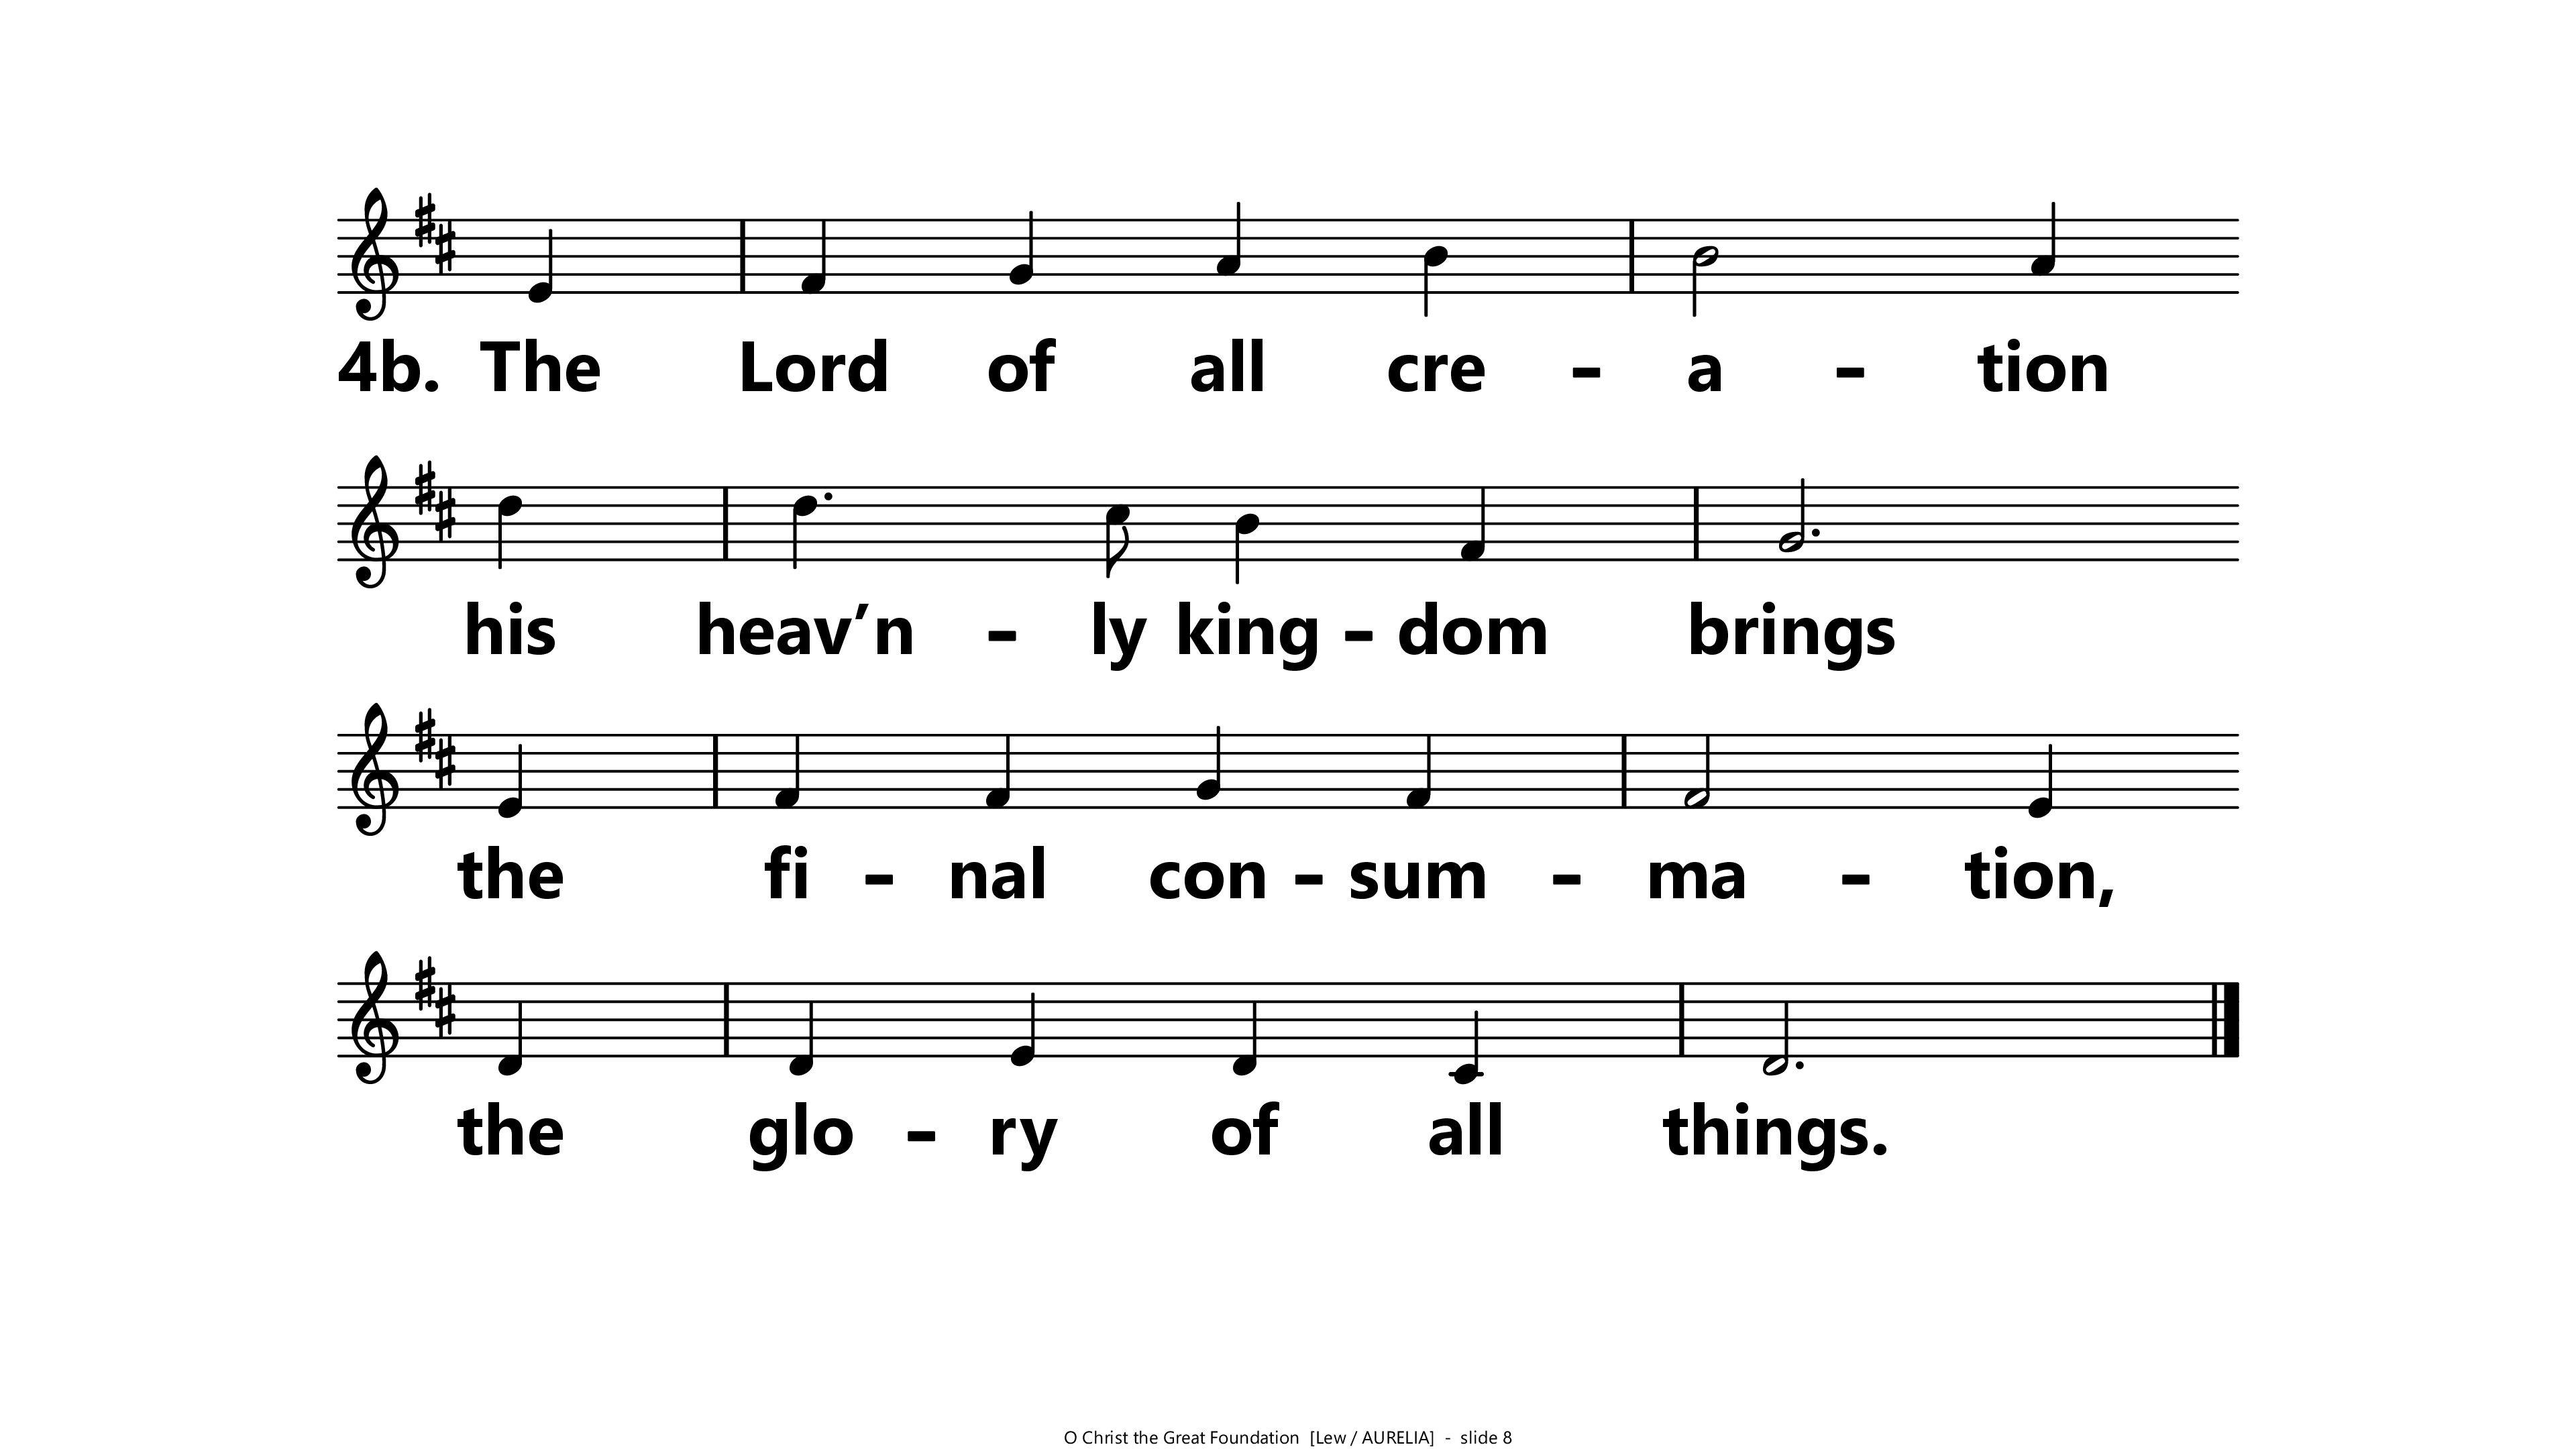 4b. The Lord of all cre - a - tion
his heav’n - ly king - dom brings
the fi - nal con - sum - ma - tion,
the glo - ry of all things.
O Christ the Great Foundation [Lew / AURELIA] - slide 8